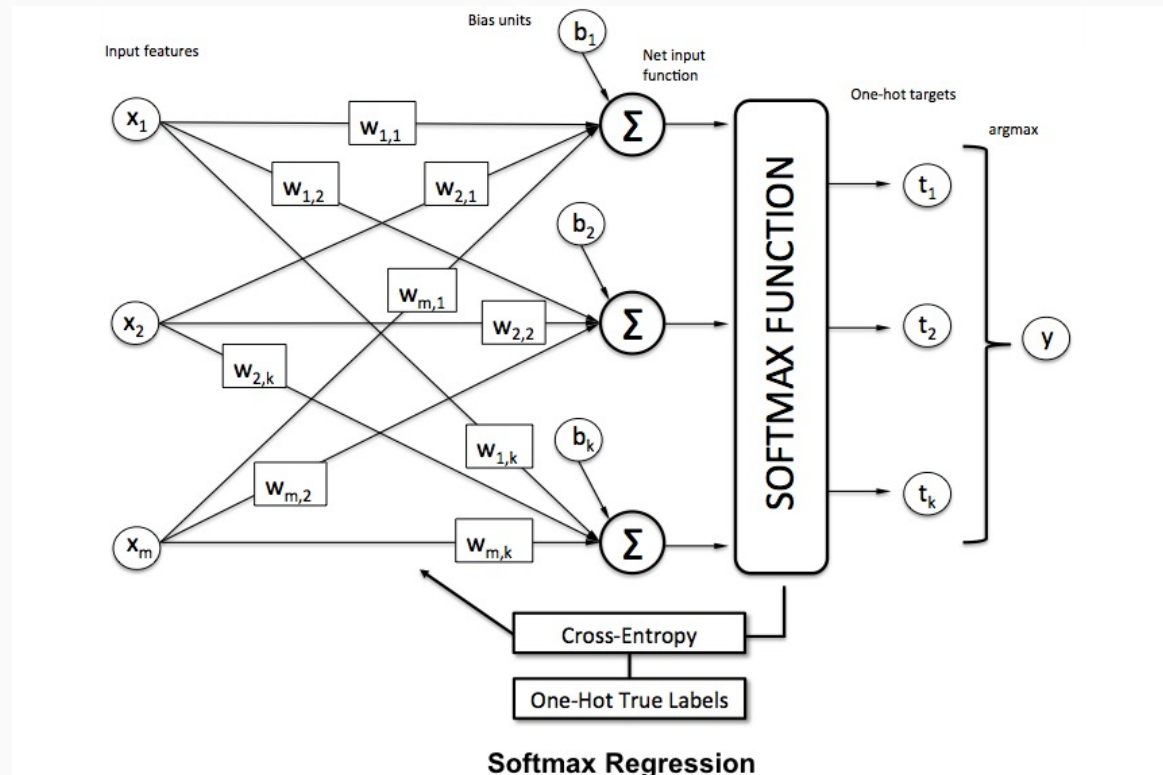 Bias units
b1
Input features
Net input
function
One-hot targets
argmax
x1
w1,1
Σ
w1,2
w2,1
t1
b2
SOFTMAX FUNCTION
wm,1
x2
w2,2
Σ
t2
y
w2,k
w1,k
bk
wm,2
tk
xm
wm,k
Σ
Cross-Entropy
One-Hot True Labels
Softmax Regression